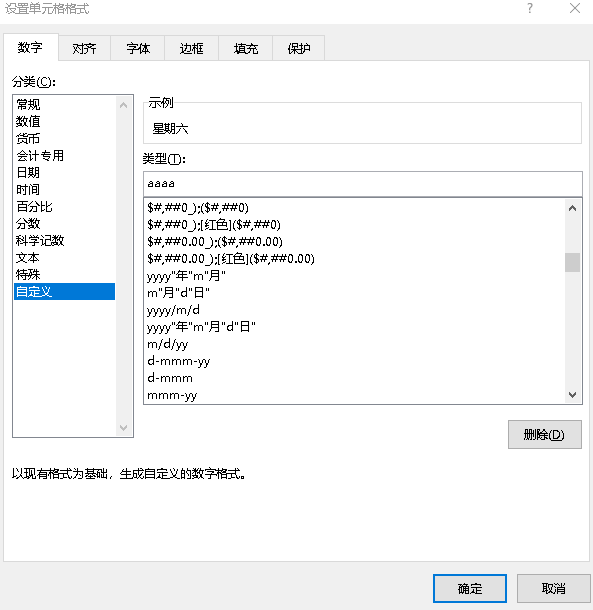 设置单元格格式
?
数字 对齐 字体 边框 填充 保护
分类(C):
常规
数值
货币
会计专用
日期
时间
百分比
分数
科学记数
文本
特殊
自定义
示例
星期六
类型(T):
aaaa
$#,##0_);($#,##0)
$#,##0_);[红色]($#,##0)
$#,##0.00_);($#,##0.00)
$#,##0.00_);[红色]($#,##0.00)
yyyy"年"m"月"
m"月"d"日"
yyyy/m/d
yyyy"年"m"月"d"日"
m/d/yy
d-mmm-yy
d-mmm
mmm-yy
删除(D)
以现有格式为基础，生成自定义的数字格式。
确定 取消